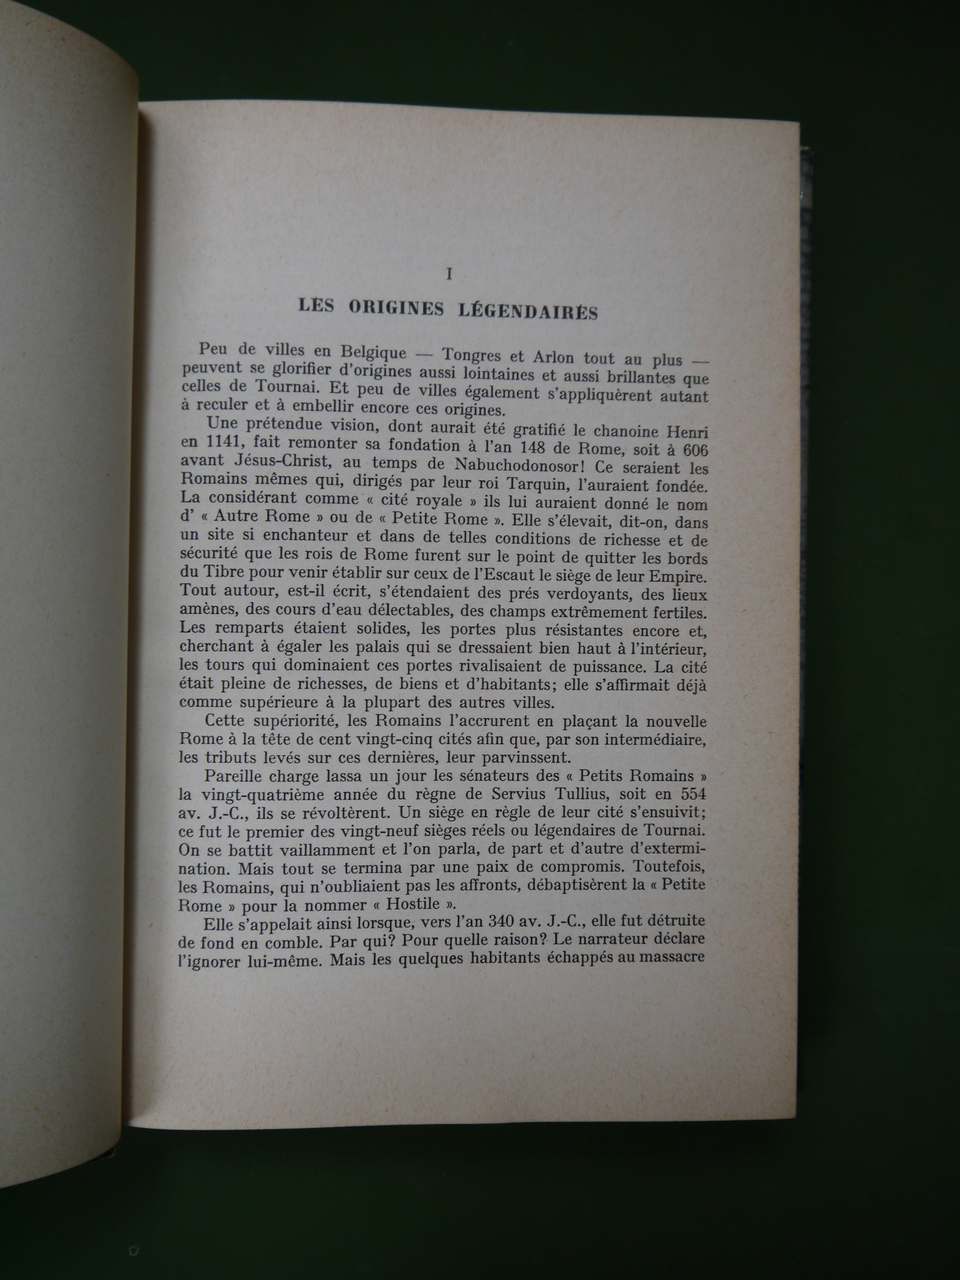 I
LES ORIGINES LÉGENDAIRES
Peu de villes en Belgique — Tongres et Arlon tout au plus —
peuvent se glorifier d'origines aussi lointaines et aussi brillantes que
celles de Tournai. Et peu de villes également s'appliquèrent autant
à reculer et à embellir encore ces origines.
Une prétendue vision, dont aurait été gratifié le chanoine Henri
en 1141, fait remonter sa fondation à l'an 148 de Rome, soit à 606
avant Jésus-Christ, au temps de Nabuchodonosor! Ce seraient les
Romains mêmes qui, dirigés par leur roi Tarquin, l'auraient fondée.
La considérant comme « cité royale » ils lui auraient donné le nom
d' « Autre Rome » ou de « Petite Rome ». Elle s'élevait, dit-on, dans
un site si enchanteur et dans de telles conditions de richesse et de
sécurité que les rois de Rome furent sur le point de quitter les bords
du Tibre pour venir établir sur ceux de l'Escaut le siège de leur Empire.
Tout autour, est-il écrit, s'étendaient des prés verdoyants, des lieux
amènes, des cours d'eau délectables, des champs extrêmement fertiles.
Les remparts étaient solides, les portes plus résistantes encore et,
cherchant à égaler les palais qui se dressaient bien haut à l'intérieur,
les tours qui dominaient ces portes rivalisaient de puissance. La cité
était pleine de richesses, de biens et d'habitants; elle s'affirmait déjà
comme supérieure à la plupart des autres villes.
Cette supériorité, les Romains l'accrurent en plaçant la nouvelle
Rome à la tête de cent vingt-cinq cités afin que, par son intermédiaire,
les tributs levés sur ces dernières, leur parvinssent.
Pareille charge lassa un jour les sénateurs des « Petits Romains »
la vingt-quatrième année du règne de Servius Tullius, soit en 554
av. J.-C., ils se révoltèrent. Un siège en règle de leur cité s'ensuivit;
ce fut le premier des vingt-neuf sièges réels ou légendaires de Tournai.
On se battit vaillamment et l'on parla, de part et d'autre d'extermi-
nation. Mais tout se termina par une paix de compromis. Toutefois,
les Romains, qui n'oubliaient pas les affronts, débaptisèrent la « Petite
Rome » pour la nommer « Hostile ».
Elle s'appelait ainsi lorsque, vers l'an 340 av. J.-C., elle fut détruite
de fond en comble. Par qui? Pour quelle raison? Le narrateur déclare
l'ignorer lui-même. Mais les quelques habitants échappés au massacre